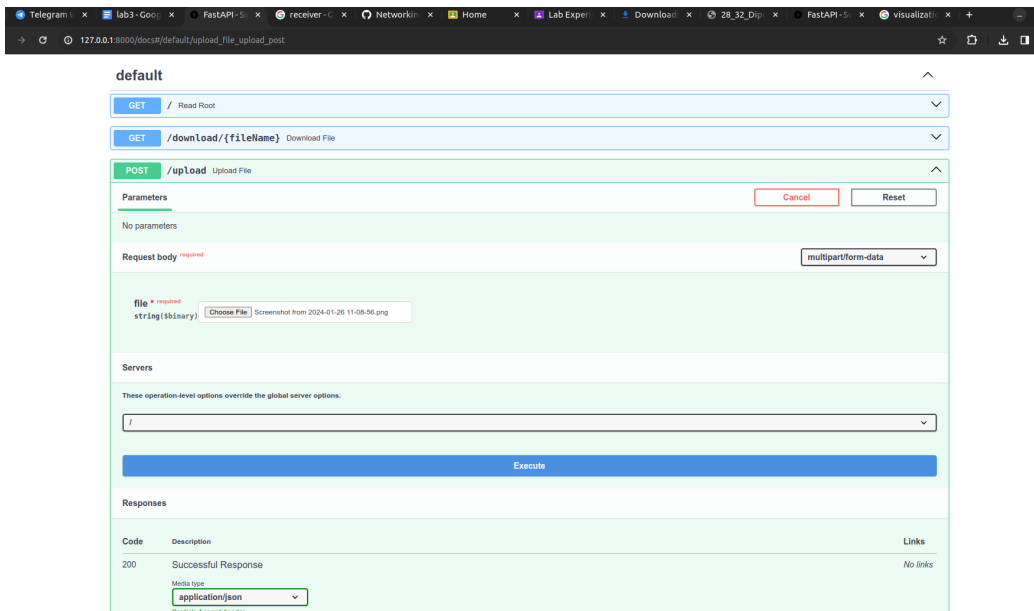 Telegram W lab3 - Goog FastAPI - S receiver - G Networkin Home Lab Experi Download 28_32_Dip FastAPI - S visualizatio
127.0.0.1:8000/docs#/default/upload_file_upload_post
default
GET / Read Root
GET /download/{fileName} Download File
POST /upload Upload File
Parameters Cancel Reset
No parameters
Request body required multipart/form-data
file * required
string($binary) Choose File Screenshot from 2024-01-26 11-08-56.png
Servers
These operation-level options override the global server options.
/
Execute
Responses
Code Description Links
200 Successful Response No links
Media type
application/json